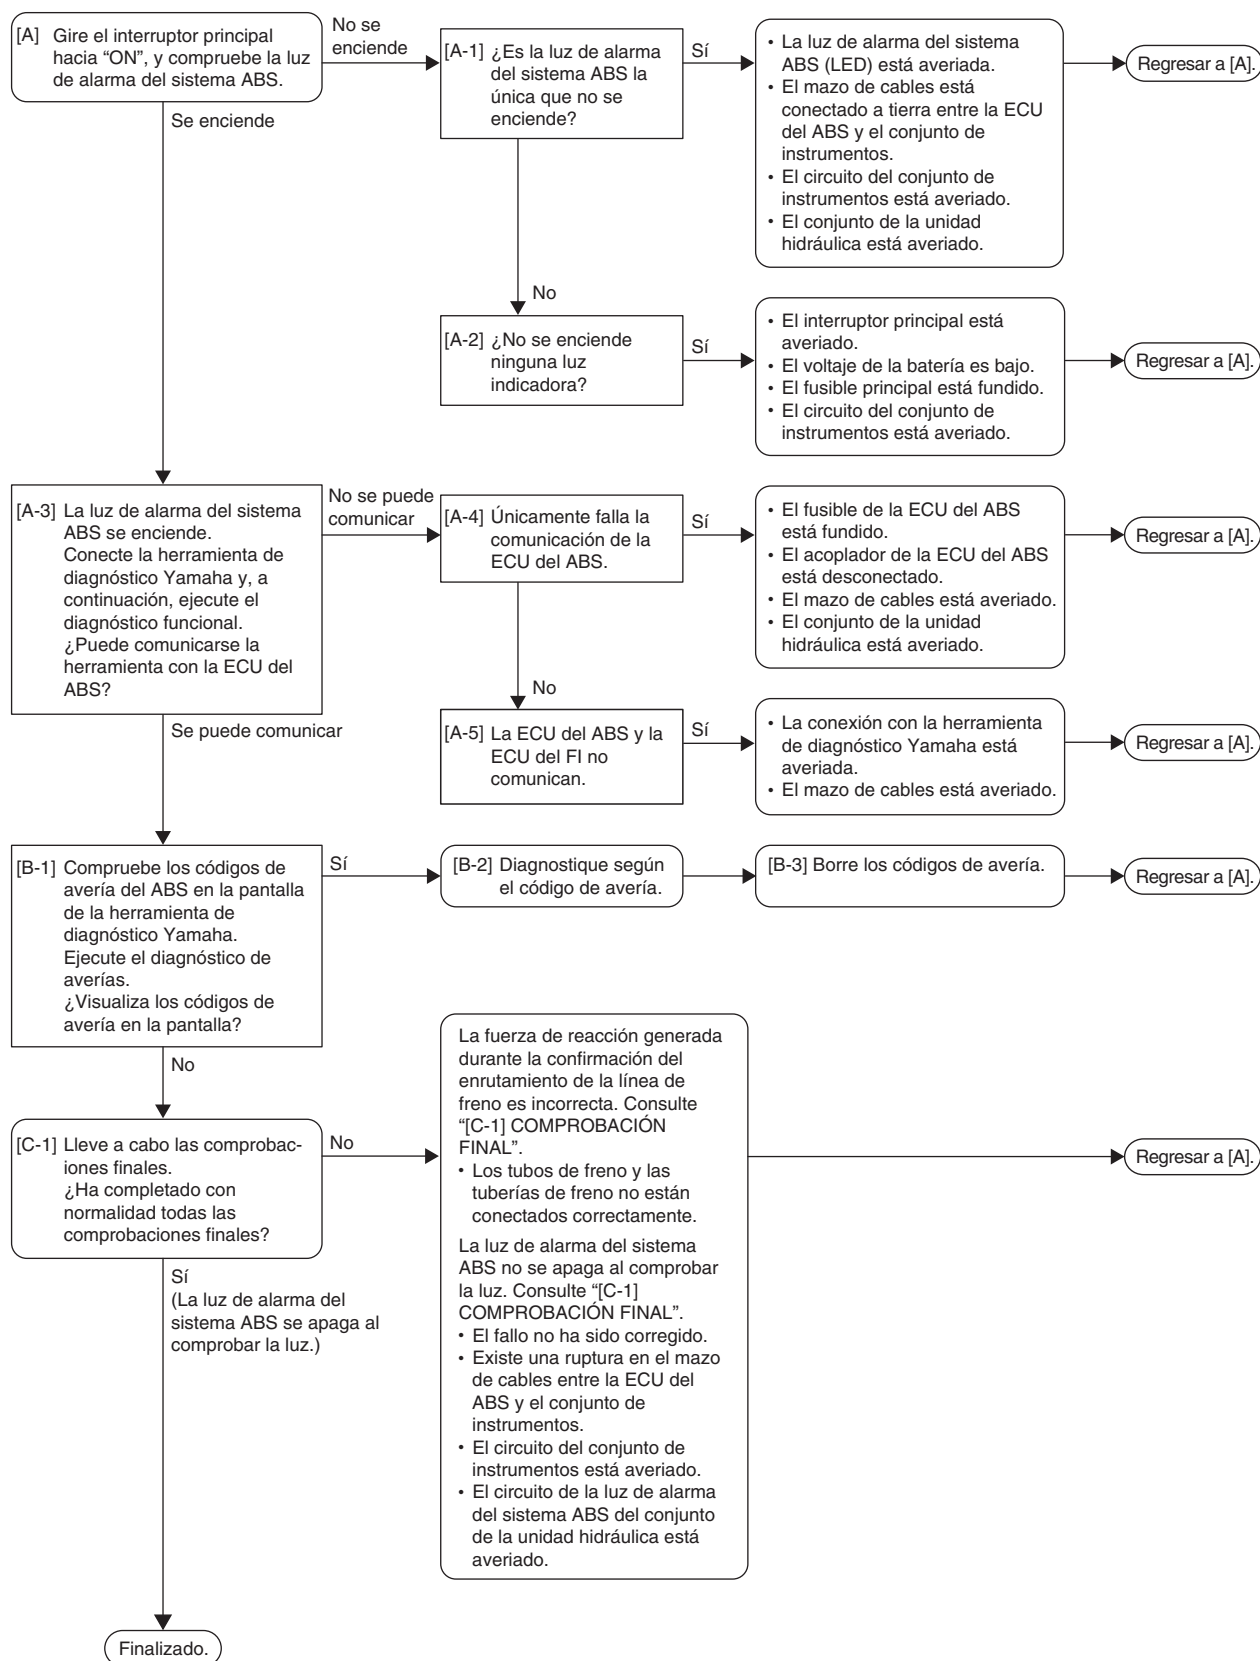 [A] Gire el interruptor principal
hacia “ON”, y compruebe la luz
de alarma del sistema ABS.
No se
enciende
[A-1] ¿Es la luz de alarma
del sistema ABS la
única que no se
enciende?
Sí
• La luz de alarma del sistema
ABS (LED) está averiada.
• El mazo de cables está
conectado a tierra entre la ECU
del ABS y el conjunto de
instrumentos.
• El circuito del conjunto de
instrumentos está averiado.
• El conjunto de la unidad
hidráulica está averiado.
Regresar a [A].
Se enciende
No
[A-2] ¿No se enciende
ninguna luz
indicadora?
Sí
• El interruptor principal está
averiado.
• El voltaje de la batería es bajo.
• El fusible principal está fundido.
• El circuito del conjunto de
instrumentos está averiado.
Regresar a [A].
[A-3] La luz de alarma del sistema
ABS se enciende.
Conecte la herramienta de
diagnóstico Yamaha y, a
continuación, ejecute el
diagnóstico funcional.
¿Puede comunicarse la
herramienta con la ECU del
ABS?
No se puede
comunicar
[A-4] Únicamente falla la
comunicación de la
ECU del ABS.
Sí
• El fusible de la ECU del ABS
está fundido.
• El acoplador de la ECU del ABS
está desconectado.
• El mazo de cables está averiado.
• El conjunto de la unidad
hidráulica está averiado.
Regresar a [A].
No
Se puede comunicar
[A-5] La ECU del ABS y la
ECU del FI no
comunican.
Sí
• La conexión con la herramienta
de diagnóstico Yamaha está
averiada.
• El mazo de cables está averiado.
Regresar a [A].
[B-1] Compruebe los códigos de
avería del ABS en la pantalla
de la herramienta de
diagnóstico Yamaha.
Ejecute el diagnóstico de
averías.
¿Visualiza los códigos de
avería en la pantalla?
Sí
[B-2] Diagnostique según
el código de avería.
[B-3] Borre los códigos de avería.
Regresar a [A].
No
[C-1] Lleve a cabo las comprobac-
iones finales.
¿Ha completado con
normalidad todas las
comprobaciones finales?
No
La fuerza de reacción generada
durante la confirmación del
enrutamiento de la línea de
freno es incorrecta. Consulte
“[C-1] COMPROBACIÓN
FINAL”.
• Los tubos de freno y las
tuberías de freno no están
conectados correctamente.
La luz de alarma del sistema
ABS no se apaga al comprobar
la luz. Consulte “[C-1]
COMPROBACIÓN FINAL”.
• El fallo no ha sido corregido.
• Existe una ruptura en el mazo
de cables entre la ECU del
ABS y el conjunto de
instrumentos.
• El circuito del conjunto de
instrumentos está averiado.
• El circuito de la luz de alarma
del sistema ABS del conjunto
de la unidad hidráulica está
averiado.
Regresar a [A].
Sí
(La luz de alarma del
sistema ABS se apaga al
comprobar la luz.)
Finalizado.